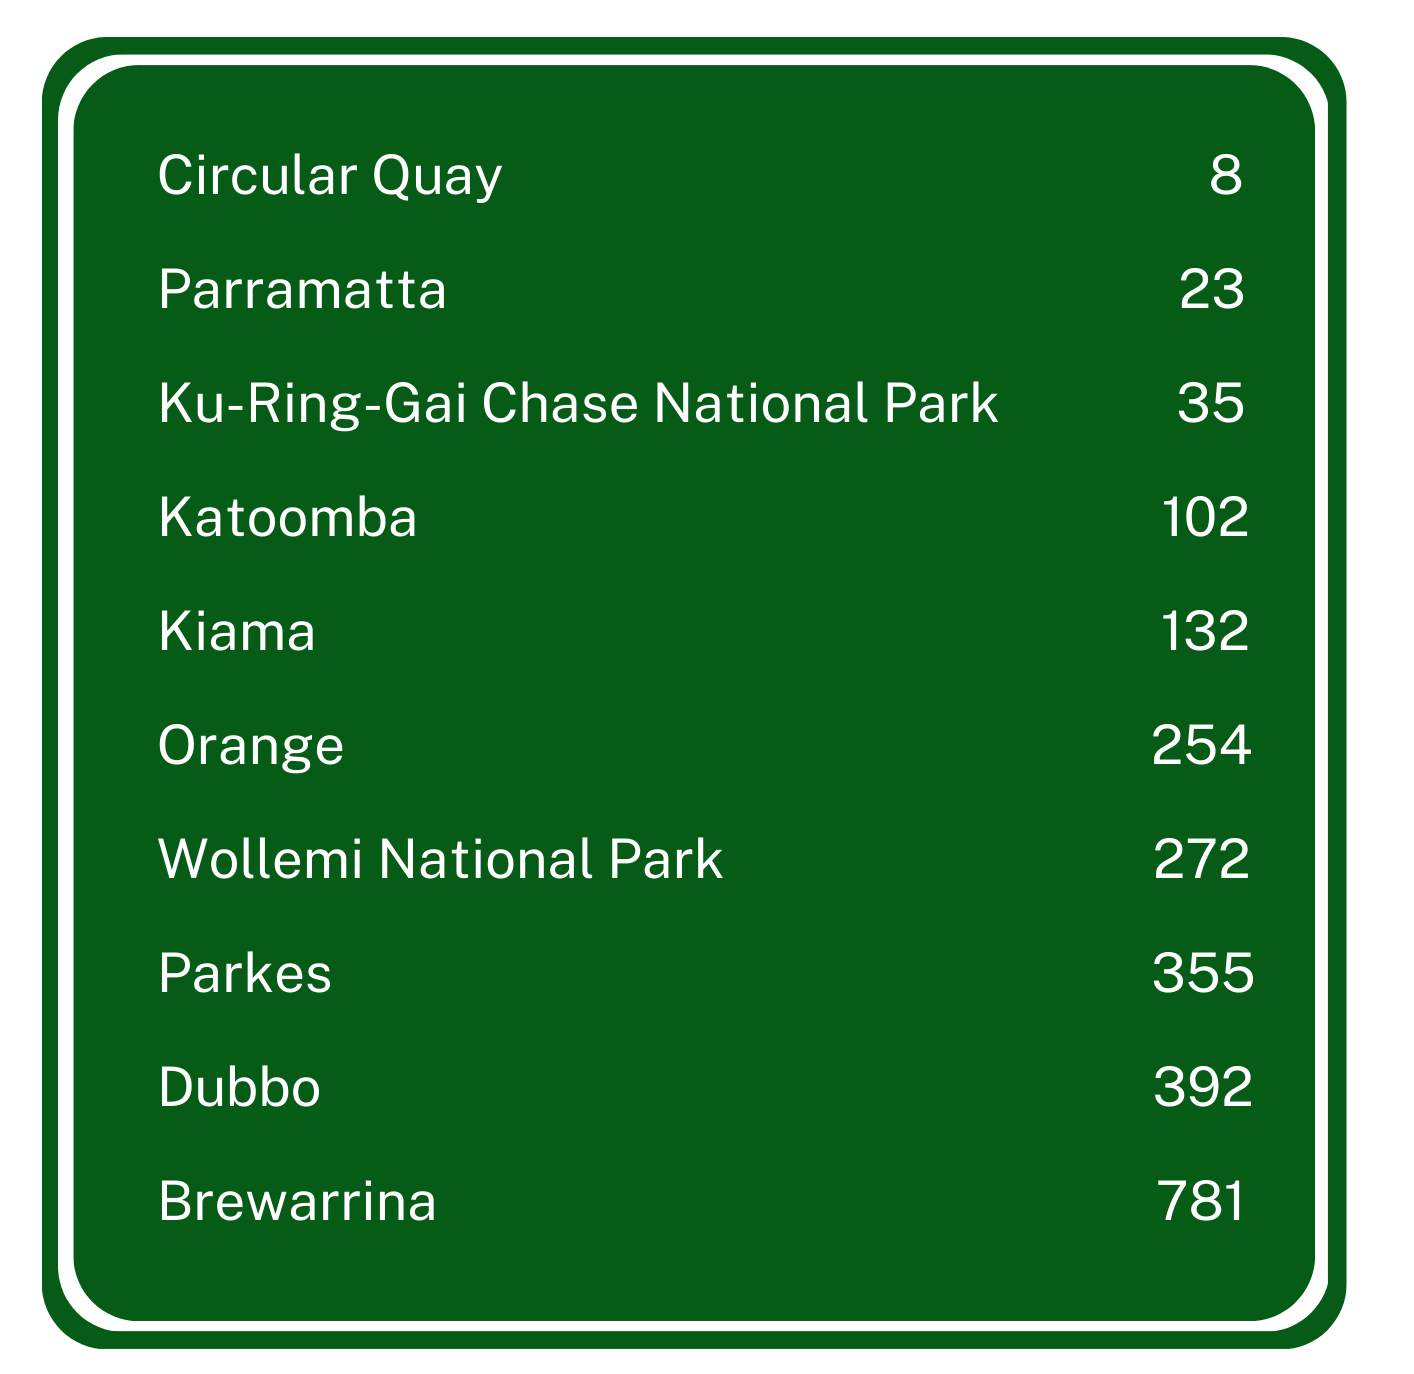 Circular Quay 8
Parramatta 23
Ku-Ring-Gai Chase National Park 35
Katoomba 102
Kiama 132
Orange 254
Wollemi National Park 272
Parkes 355
Dubbo 392
Brewarrina 781